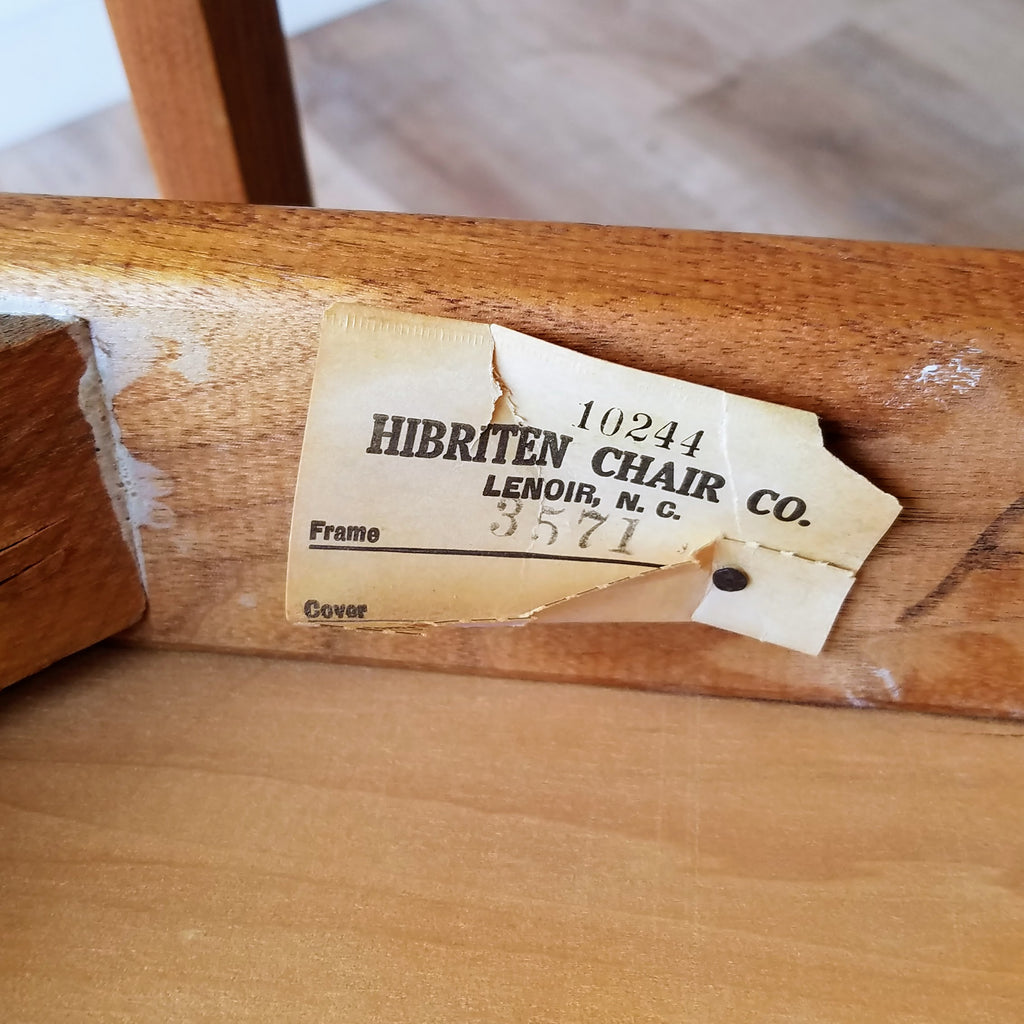 10244
HIBRITEN CHAIR CO.
LENOIR, N. C.
3571
Frame
Cover